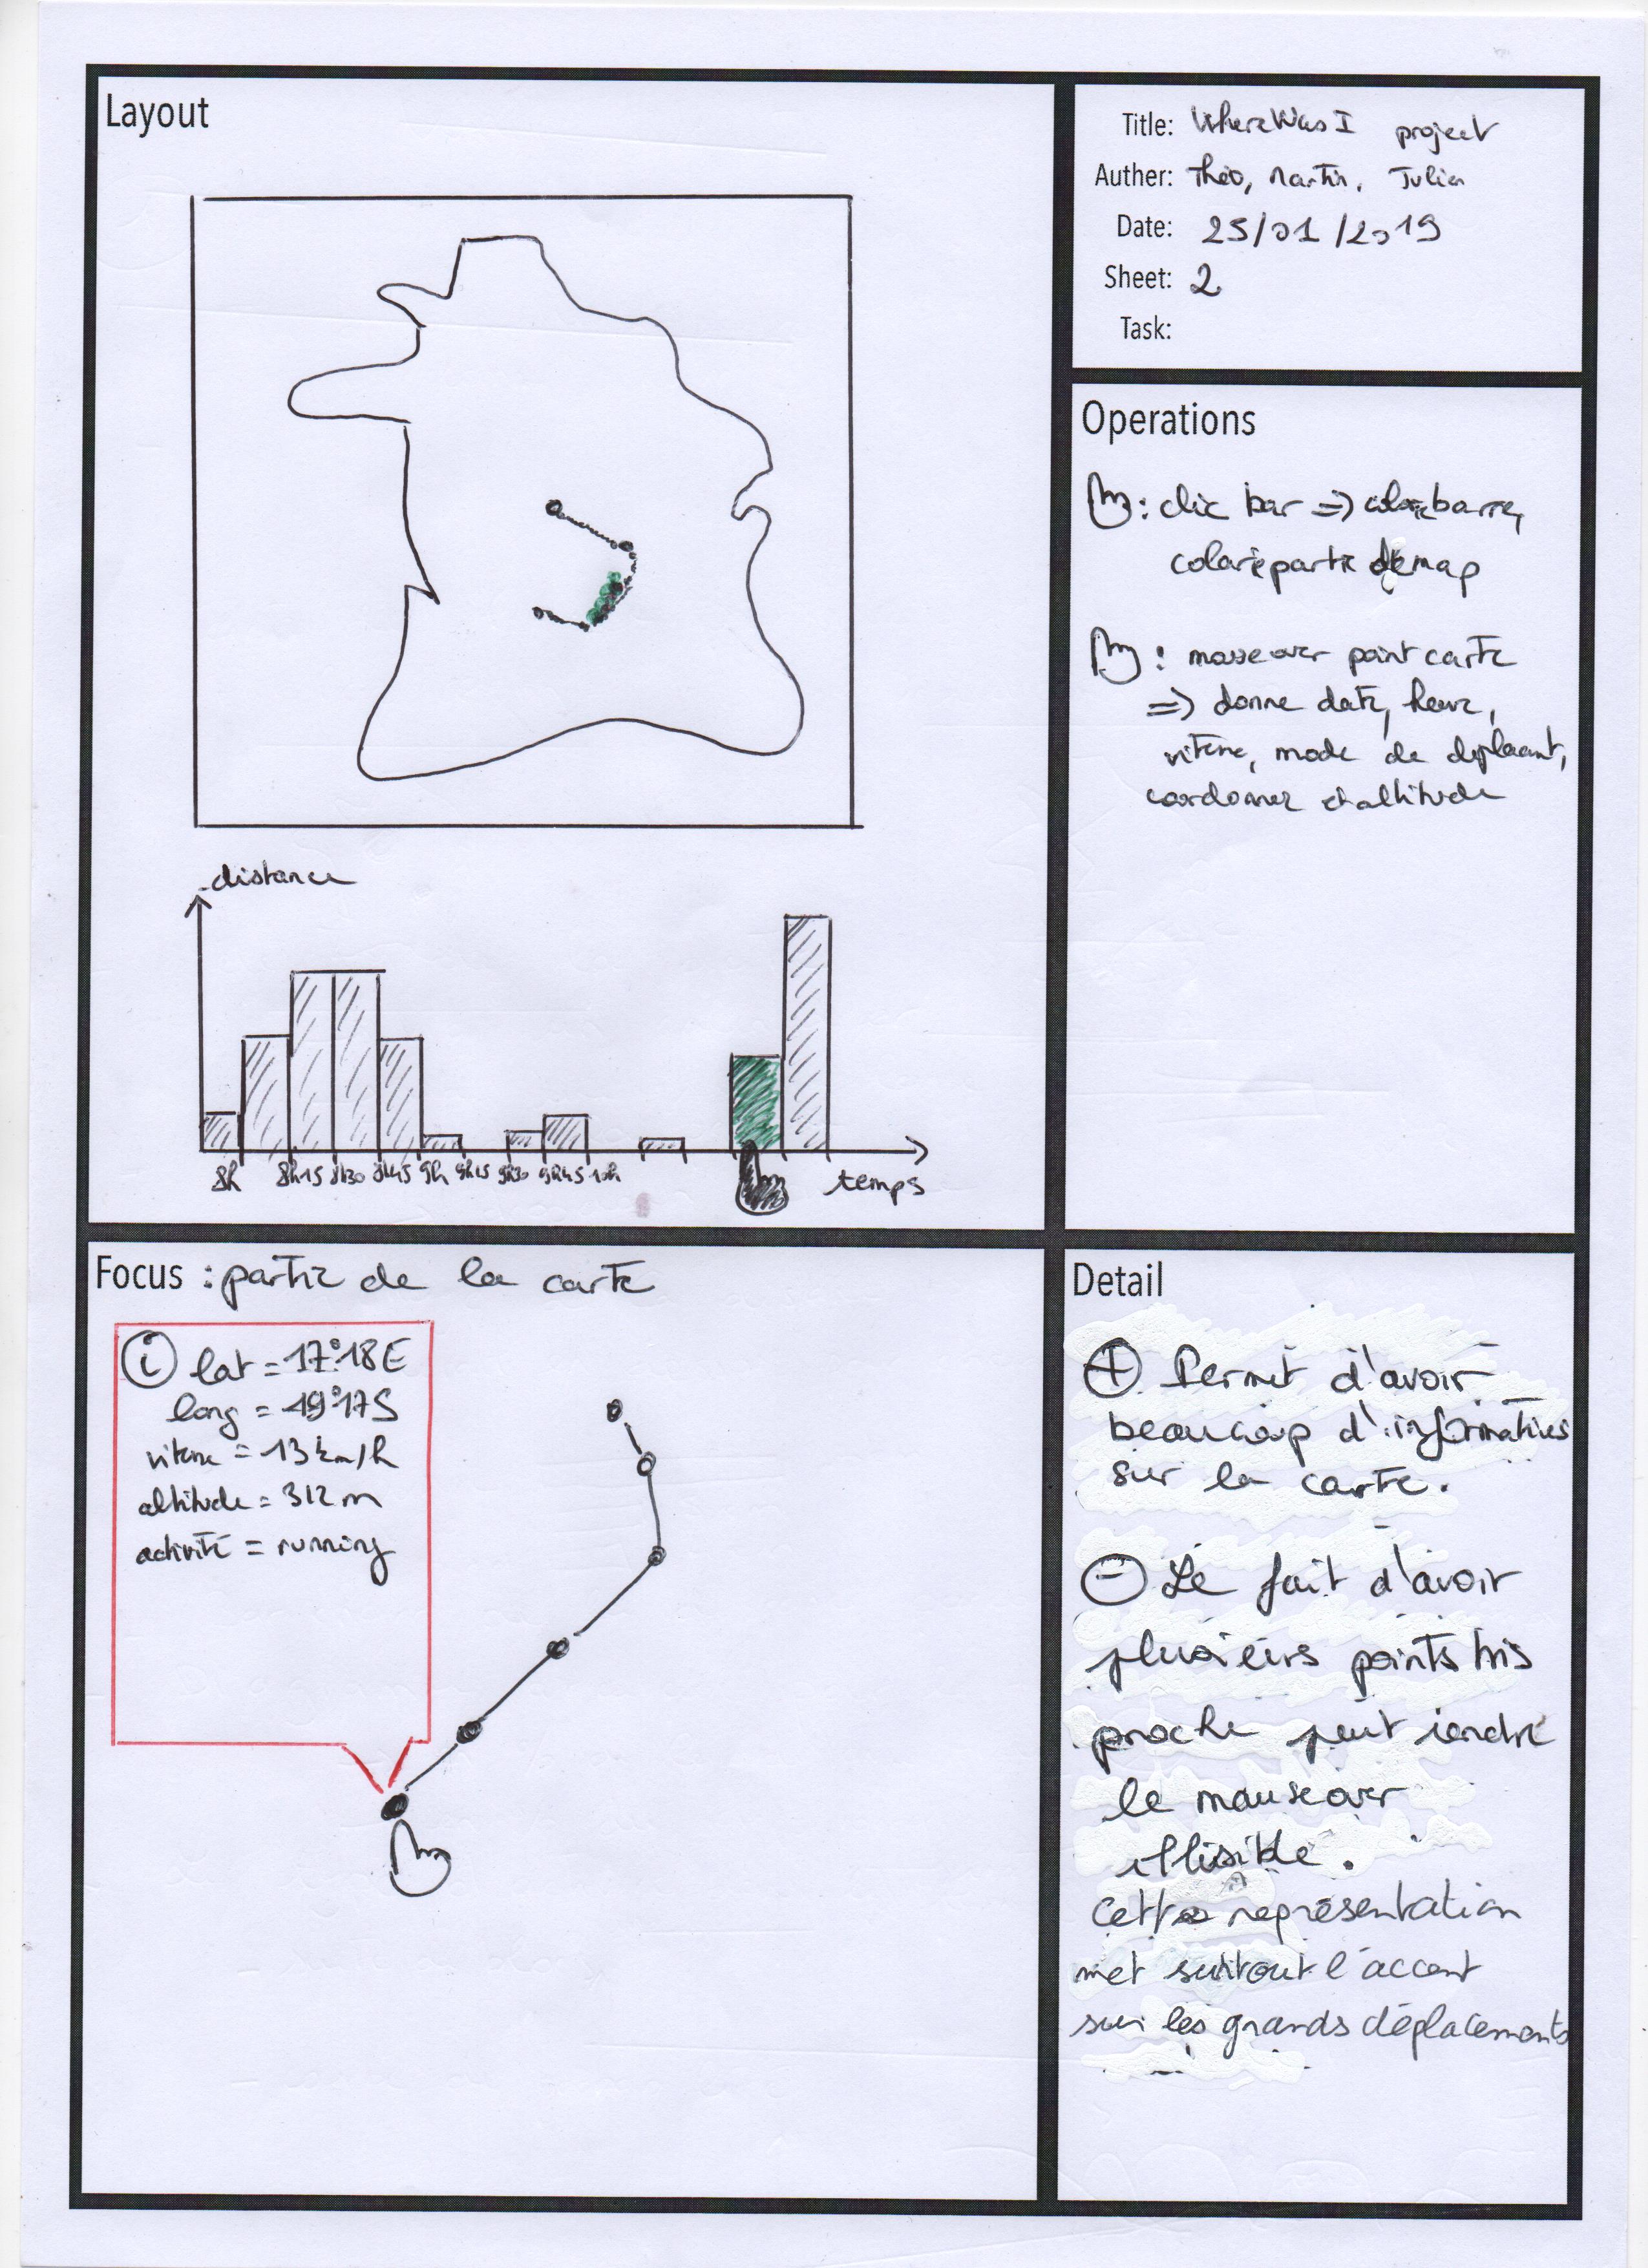 Layout
distance
8h 8h15 8h30 8h45 9h 9h15 9h30 9h45 10h
temps
Title: WhereWasI project
Auther: Théo, Martin, Julien
Date: 25/01/2019
Sheet: 2
Task:
Operations
: clic bar => colorie barre,
colorie partie de map
: mouseover point carte
=> donne date, heure,
vitesse, mode de deplacement,
coordonnées et altitude
Focus : partie de la carte
i lat = 17°18E
long = 49°17S
vitesse = 13 km/h
altitude = 312 m
activité = running
Detail
+ Permet d'avoir
beaucoup d'informations
sur la carte.
- Le fait d'avoir
plusieurs points très
proche peut rendre
le mouseover
illisible.
Cette représentation
met surtout l'accent
sur les grands déplacements